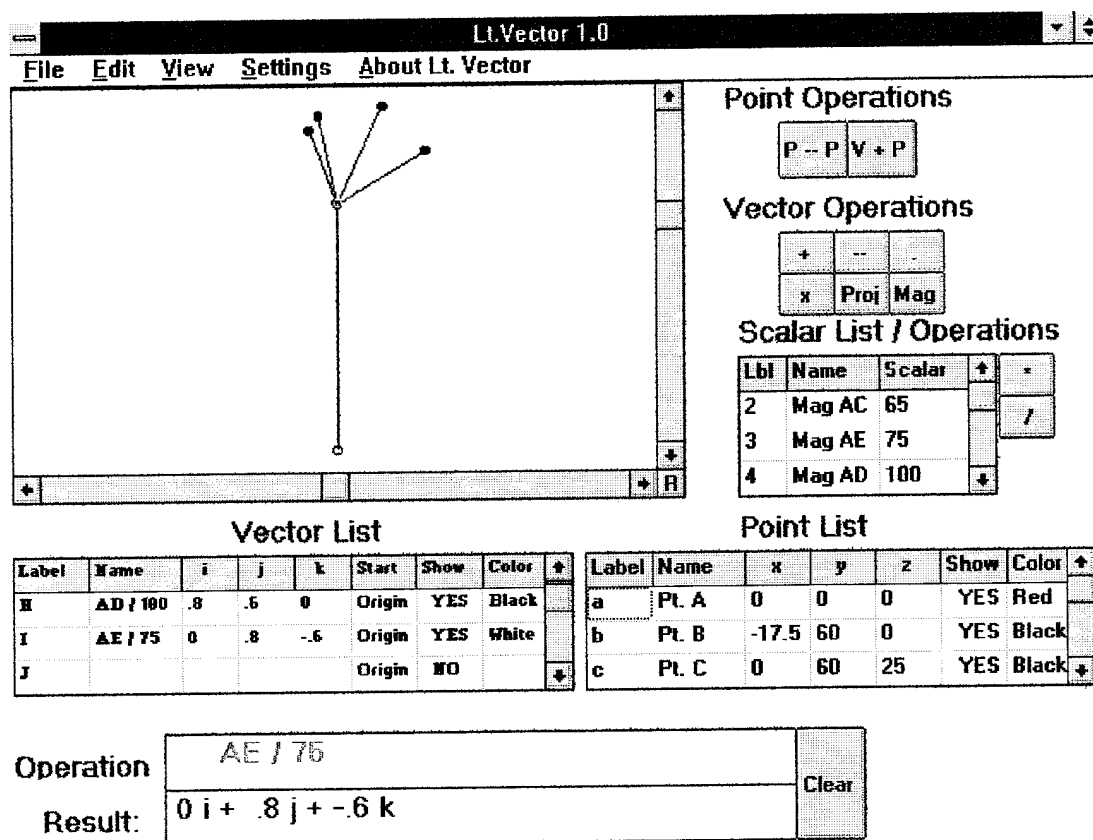 Lt.Vector 1.0
File Edit View Settings About Lt. Vector
Point Operations
P -- P V + P
Vector Operations
+ -- .
x Proj Mag
Scalar List / Operations
Lbl Name Scalar
2 Mag AC 65
3 Mag AE 75
4 Mag AD 100
*
/
R
Vector List
Label Name i j k Start Show Color
H AD / 100 .8 .6 0 Origin YES Black
I AE / 75 0 .8 -.6 Origin YES White
J Origin NO
Point List
Label Name x y z Show Color
a Pt. A 0 0 0 YES Red
b Pt. B -17.5 60 0 YES Black
c Pt. C 0 60 25 YES Black
Operation AE / 75
Clear
Result: 0 i + .8 j + -.6 k